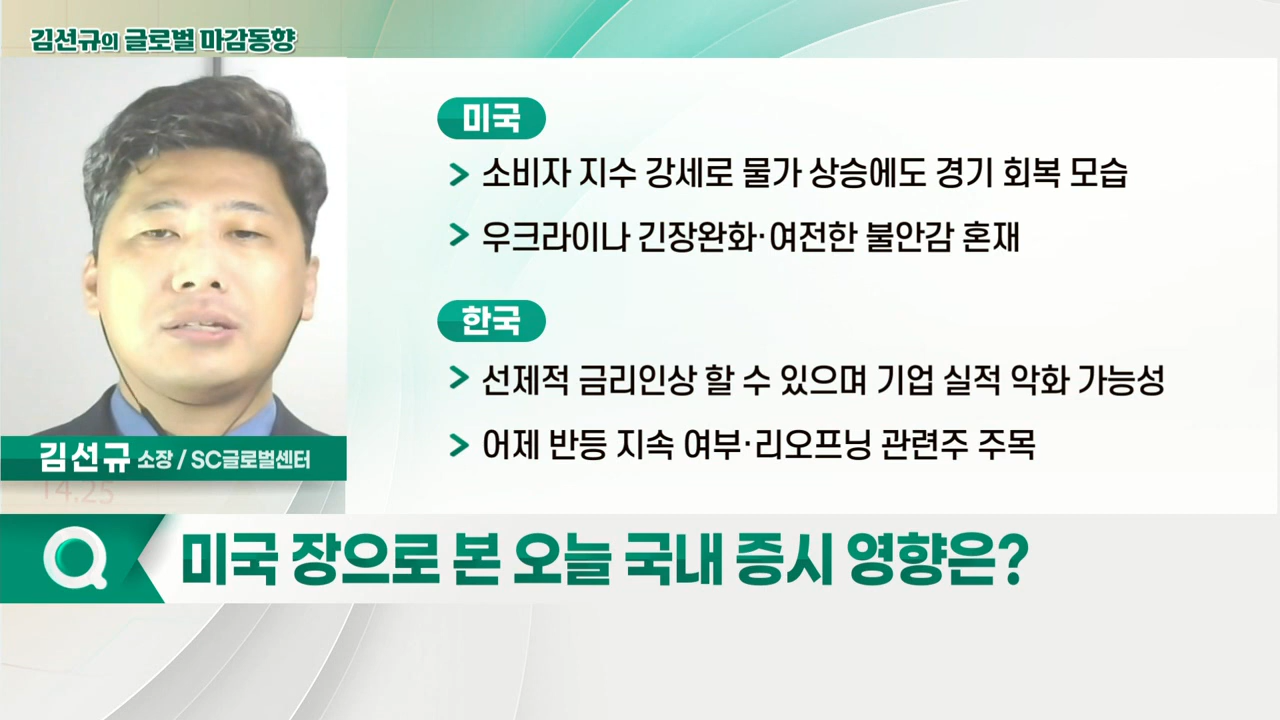 김선규의 글로벌 마감동향
미국
소비자 지수 강세로 물가 상승에도 경기 회복 모습
우크라이나 긴장완화·여전한 불안감 혼재
한국
선제적 금리인상 할 수 있으며 기업 실적 악화 가능성
어제 반등 지속 여부·리오프닝 관련주 주목
김선규 소장 / SC글로벌센터
14.25
Q 미국 장으로 본 오늘 국내 증시 영향은?